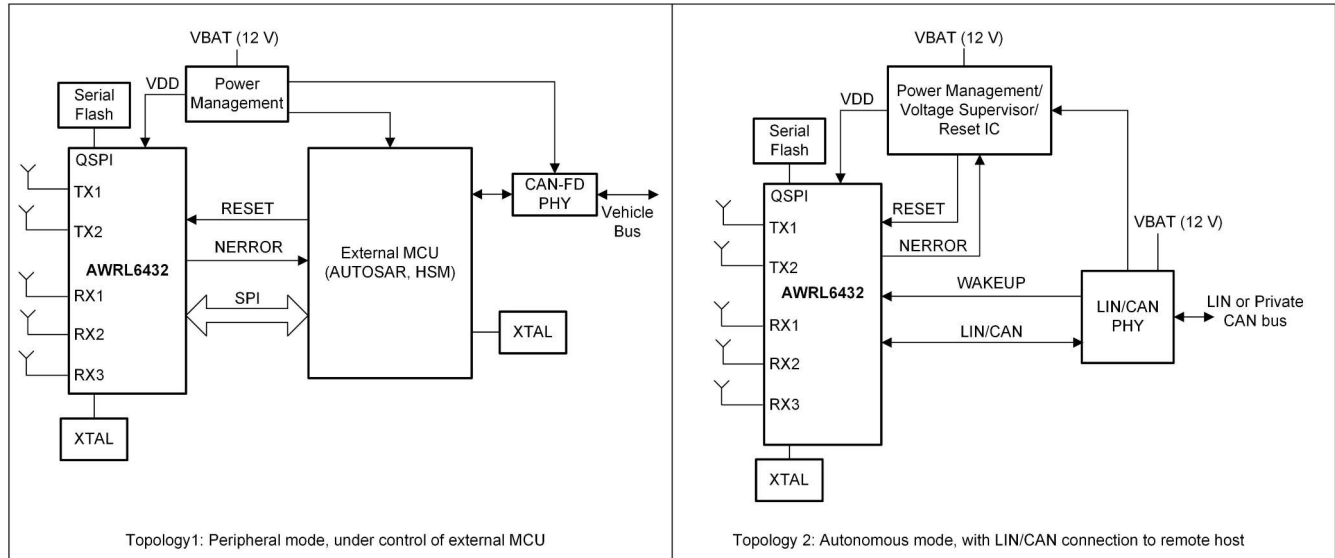 VBAT (12 V)
VDD
Power
Management
Serial
Flash
QSPI
TX1
TX2
AWRL6432
RX1
RX2
RX3
XTAL
RESET
NERROR
SPI
External MCU
(AUTOSAR, HSM)
XTAL
CAN-FD
PHY
Vehicle
Bus
Topology1: Peripheral mode, under control of external MCU
VBAT (12 V)
VDD
Power Management/
Voltage Supervisor/
Reset IC
Serial
Flash
QSPI
TX1
TX2
AWRL6432
RX1
RX2
RX3
XTAL
RESET
NERROR
WAKEUP
LIN/CAN
VBAT (12 V)
LIN/CAN
PHY
LIN or Private
CAN bus
Topology 2: Autonomous mode, with LIN/CAN connection to remote host